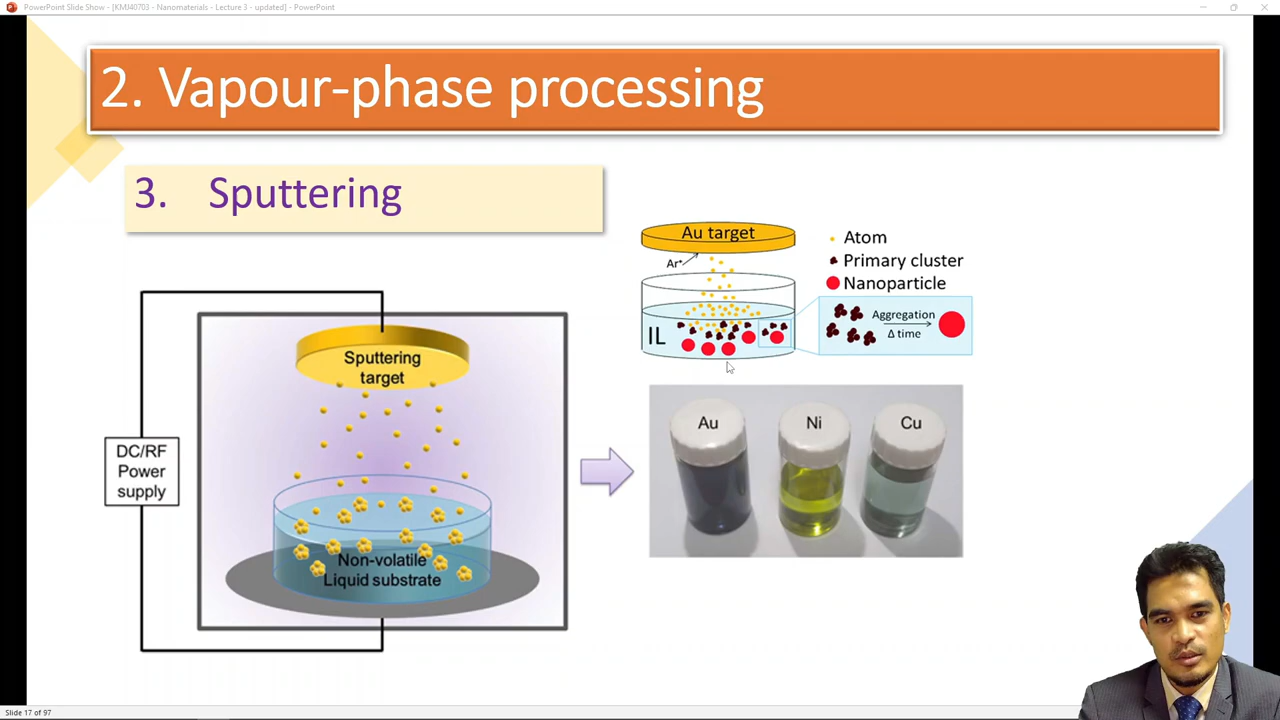 PowerPoint Slide Show - [KMJ40703 - Nanomaterials - Lecture 3 - updated] - PowerPoint
2. Vapour-phase processing
3. Sputtering
Au target
Ar⁺
IL
Atom
Primary cluster
Nanoparticle
Aggregation
Δ time
Sputtering
target
DC/RF
Power
supply
Non-volatile
Liquid substrate
Au
Ni
Cu
Slide 17 of 97